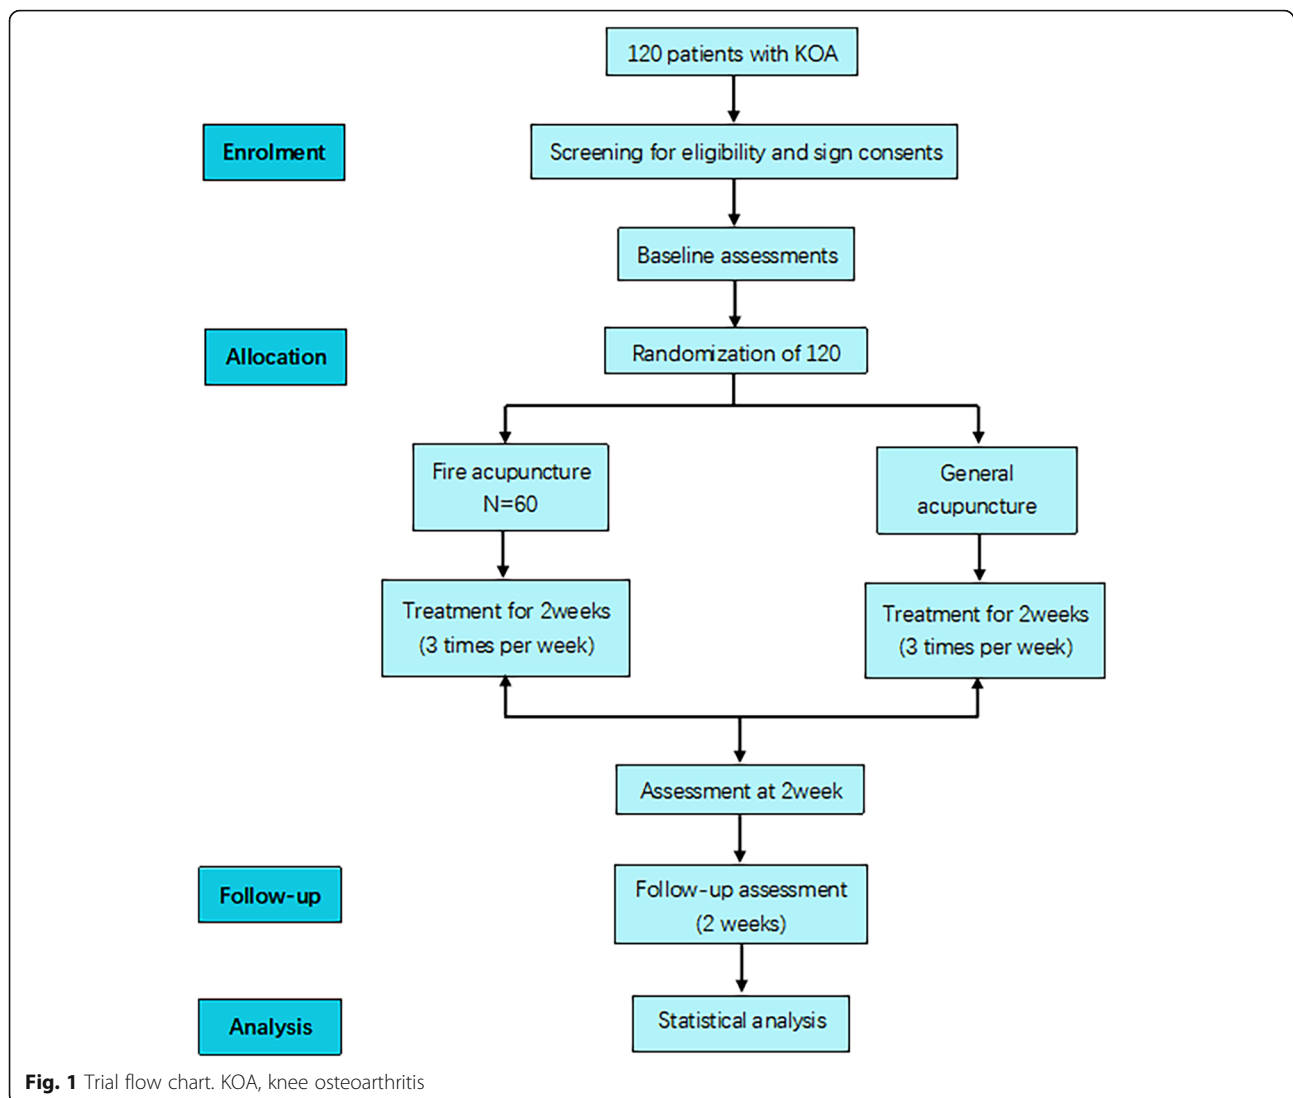 120 patients with KOA
Enrolment
Screening for eligibility and sign consents
Baseline assessments
Allocation
Randomization of 120
Fire acupuncture
N=60
General
acupuncture
Treatment for 2weeks
(3 times per week)
Treatment for 2weeks
(3 times per week)
Assessment at 2week
Follow-up
Follow-up assessment
(2 weeks)
Analysis
Statistical analysis
Fig. 1 Trial flow chart. KOA, knee osteoarthritis